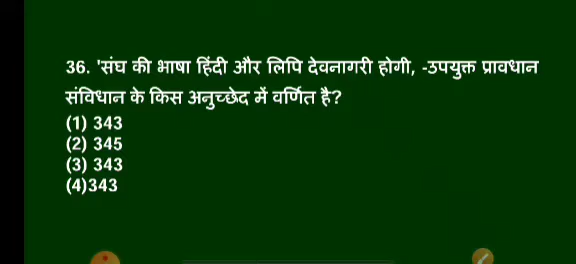 36. 'संघ की भाषा हिंदी और लिपि देवनागरी होगी, -उपयुक्त प्रावधान
संविधान के किस अनुच्छेद में वर्णित है?
(1) 343
(2) 345
(3) 343
(4)343